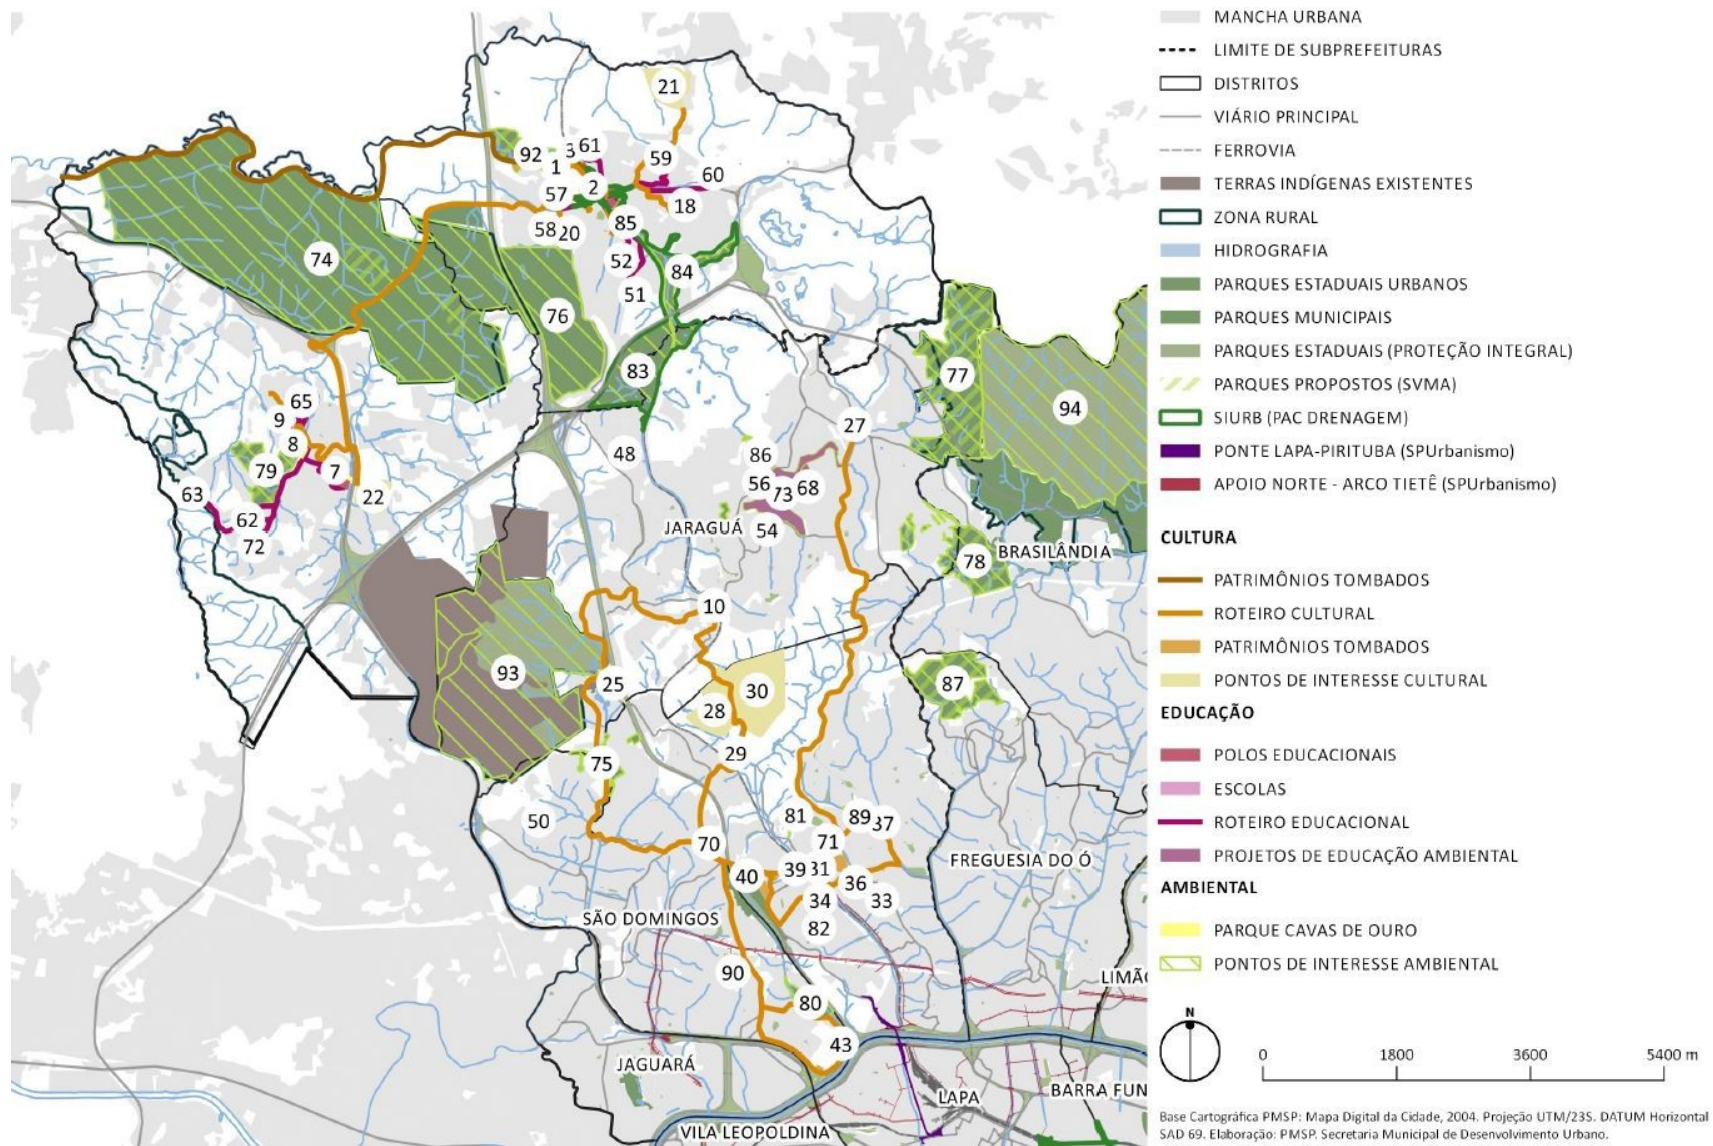 MANCHA URBANA
LIMITE DE SUBPREFEITURAS
DISTRITOS
VIÁRIO PRINCIPAL
FERROVIA
TERRAS INDÍGENAS EXISTENTES
ZONA RURAL
HIDROGRAFIA
PARQUES ESTADUAIS URBANOS
PARQUES MUNICIPAIS
PARQUES ESTADUAIS (PROTEÇÃO INTEGRAL)
PARQUES PROPOSTOS (SVMA)
SIURB (PAC DRENAGEM)
PONTE LAPA-PIRITUBA (SPUrbanismo)
APOIO NORTE - ARCO TIETÊ (SPUrbanismo)
CULTURA
PATRIMÔNIOS TOMBADOS
ROTEIRO CULTURAL
PATRIMÔNIOS TOMBADOS
PONTOS DE INTERESSE CULTURAL
EDUCAÇÃO
POLOS EDUCACIONAIS
ESCOLAS
ROTEIRO EDUCACIONAL
PROJETOS DE EDUCAÇÃO AMBIENTAL
AMBIENTAL
PARQUE CAVAS DE OURO
PONTOS DE INTERESSE AMBIENTAL
N
0 1800 3600 5400 m
Base Cartográfica PMSP: Mapa Digital da Cidade, 2004. Projeção UTM/23S. DATUM Horizontal
SAD 69. Elaboração: PMSP. Secretaria Municipal de Desenvolvimento Urbano.
21
92
1
3
61
59
60
57
2
18
58
20
85
74
52
84
51
76
83
77
94
65
9
8
79
7
22
63
62
72
27
48
86
56
73
68
JARAGUÁ
54
78
BRASILÂNDIA
10
93
25
30
28
87
29
75
50
81
89
37
70
71
FREGUESIA DO Ó
40
39
31
36
34
33
SÃO DOMINGOS
82
90
LIMÃO
80
43
JAGUARÁ
LAPA
BARRA FUN
VILA LEOPOLDINA